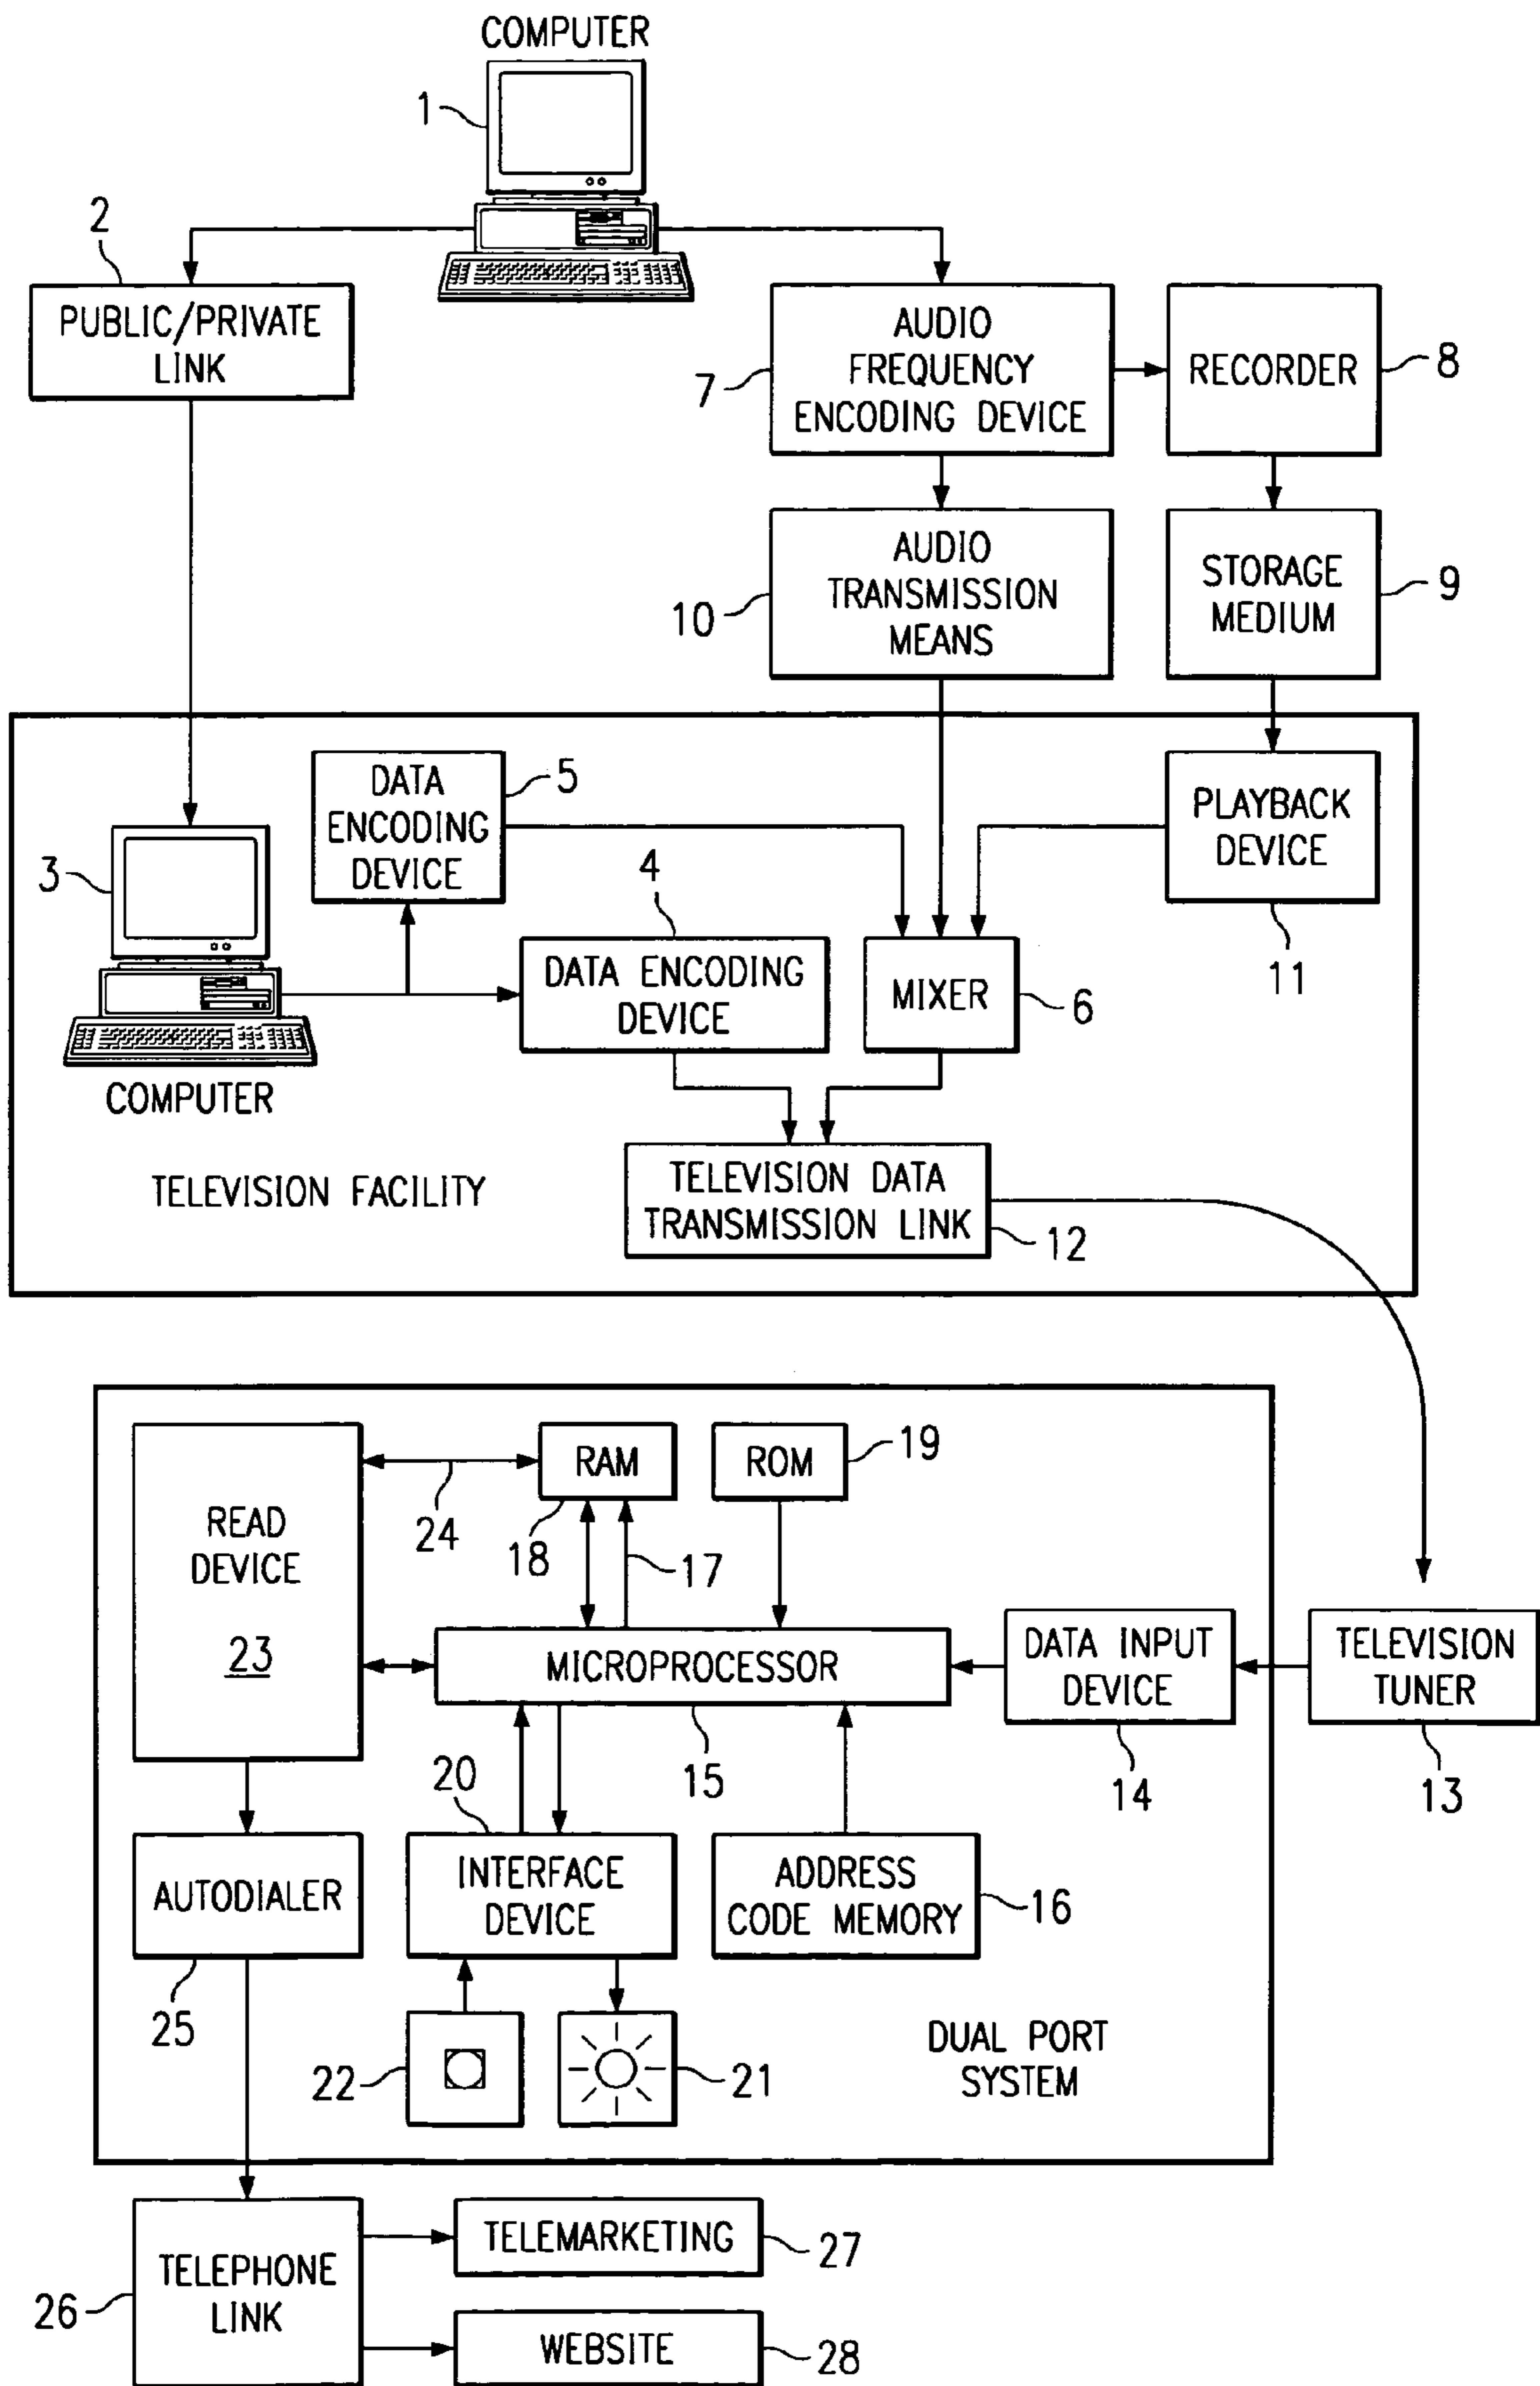 COMPUTER
1
2
PUBLIC/PRIVATE
LINK
AUDIO
FREQUENCY
ENCODING DEVICE
7
RECORDER
8
AUDIO
TRANSMISSION
MEANS
10
STORAGE
MEDIUM
9
DATA
ENCODING
DEVICE
5
PLAYBACK
DEVICE
11
3
COMPUTER
4
DATA ENCODING
DEVICE
MIXER
6
TELEVISION FACILITY
TELEVISION DATA
TRANSMISSION LINK
12
READ
DEVICE
23
24
RAM
18
17
ROM
19
MICROPROCESSOR
15
DATA INPUT
DEVICE
14
TELEVISION
TUNER
13
AUTODIALER
25
20
INTERFACE
DEVICE
ADDRESS
CODE MEMORY
16
22
21
DUAL PORT
SYSTEM
TELEPHONE
LINK
26
TELEMARKETING
27
WEBSITE
28